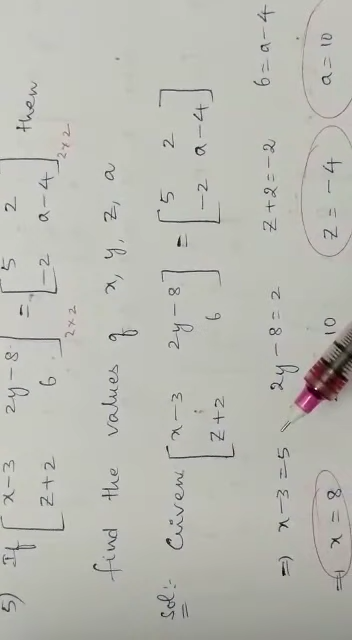 5) If [ x-3 2y-8 ; z+2 6 ]2×2 = [ 5 2 ; -2 a-4 ]2×2 then
find the values of x, y, z, a
Sol:- Given [ x-3 2y-8 ; z+2 6 ] = [ 5 2 ; -2 a-4 ]
⇒ x-3=5 2y-8=2 z+2=-2 6=a-4
⇒ x=8 10 z=-4 a=10